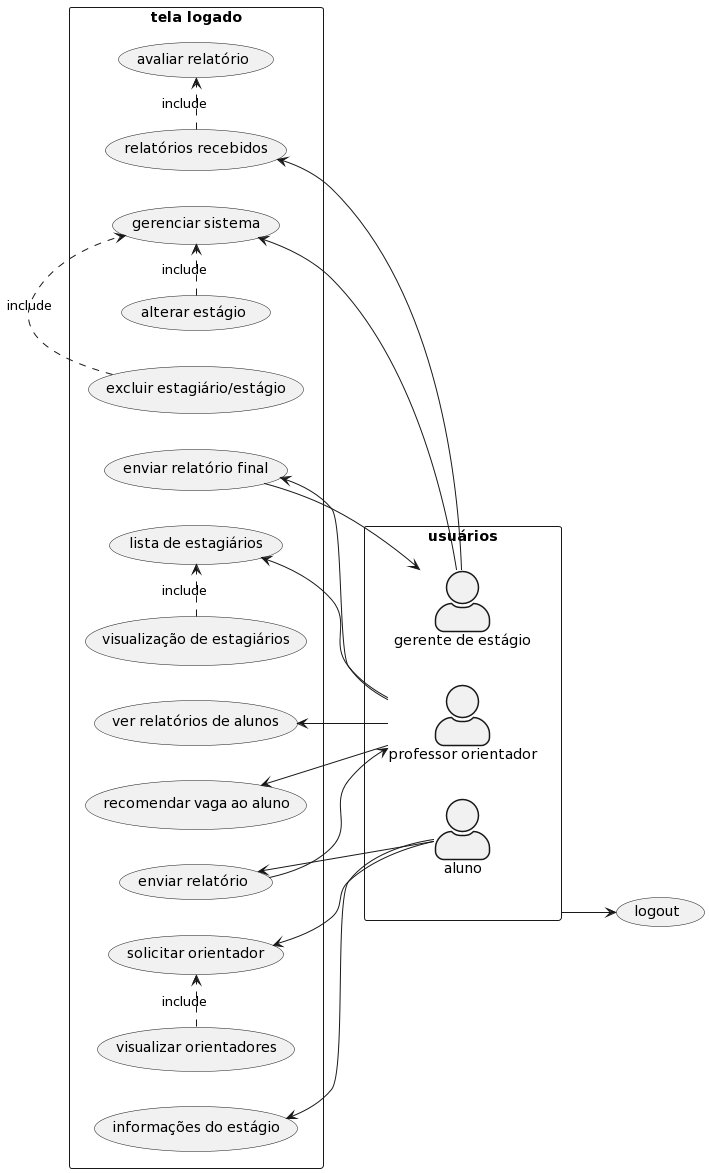 tela logado
avaliar relatório
include
relatórios recebidos
gerenciar sistema
include
include
alterar estágio
excluir estagiário/estágio
enviar relatório final
lista de estagiários
include
visualização de estagiários
ver relatórios de alunos
recomendar vaga ao aluno
enviar relatório
solicitar orientador
include
visualizar orientadores
informações do estágio
usuários
gerente de estágio
professor orientador
aluno
logout